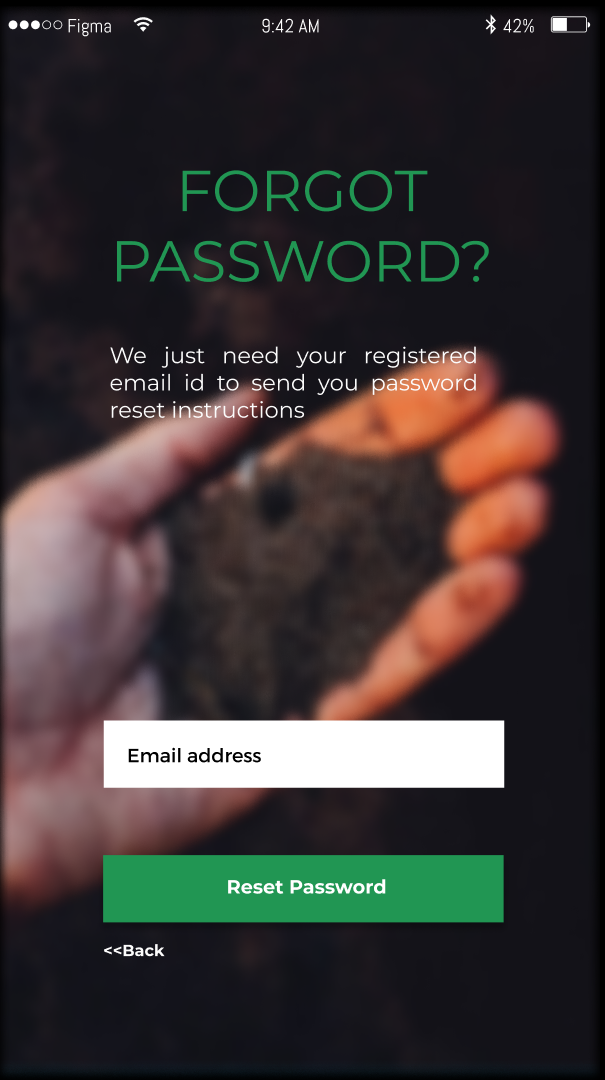 Figma 9:42 AM 42%
FORGOT
PASSWORD?
We just need your registered
email id to send you password
reset instructions
Email address
Reset Password
<<Back